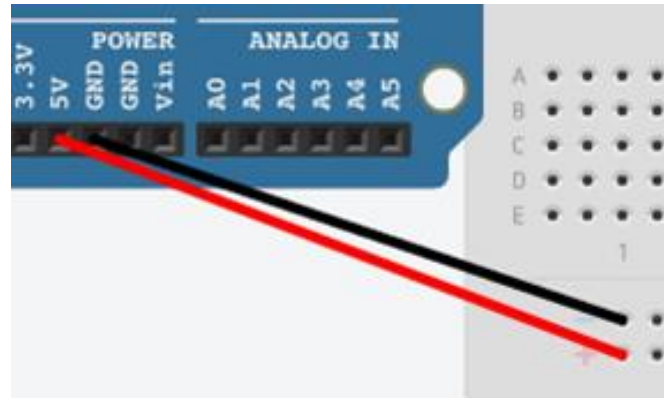 POWER
ANALOG IN
3.3V
5V
GND
GND
Vin
A0
A1
A2
A3
A4
A5
A
B
C
D
E
1
-
+